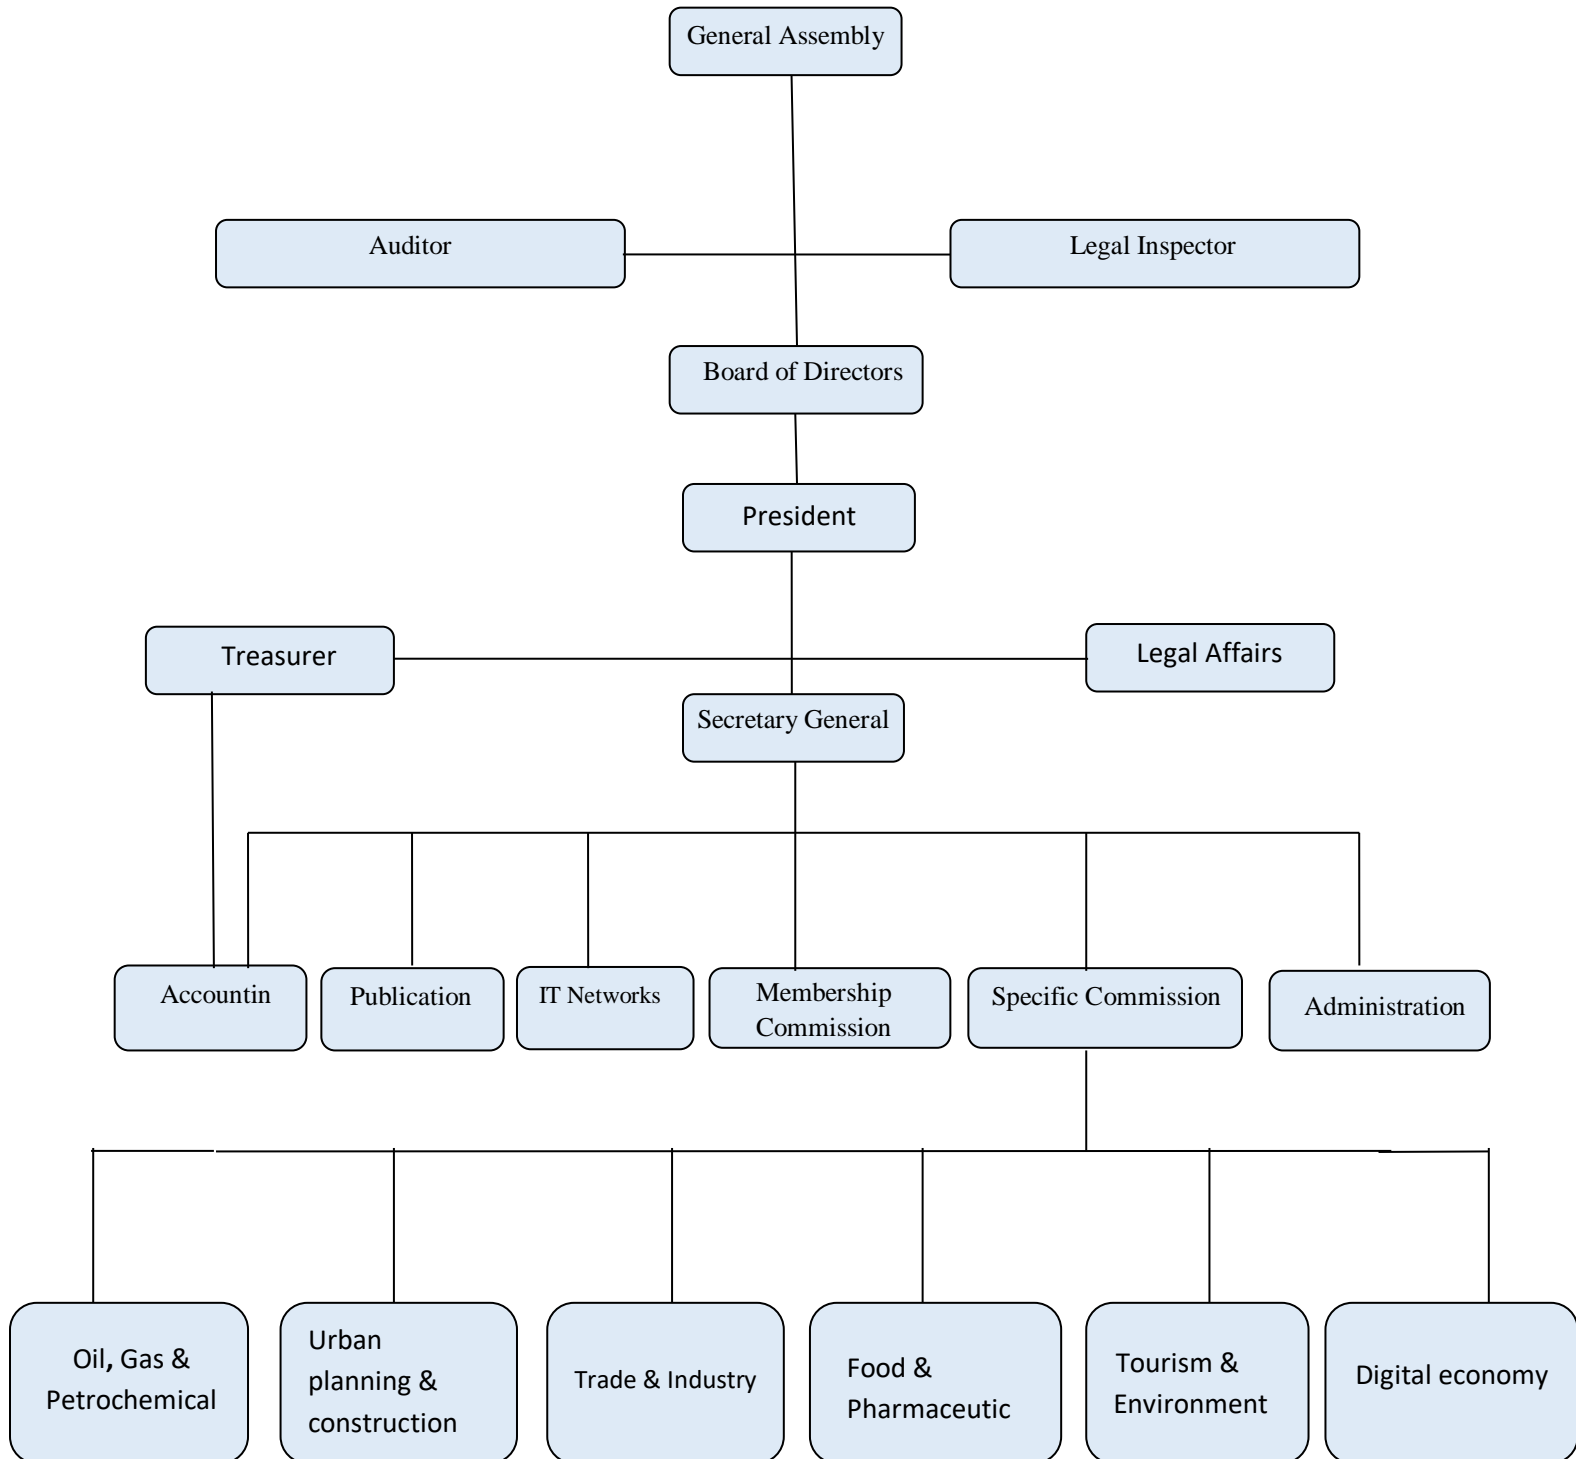 General Assembly
Auditor
Legal Inspector
Board of Directors
President
Treasurer
Legal Affairs
Secretary General
Accountin
Publication
IT Networks
Membership
Commission
Specific Commission
Administration
Oil, Gas &
Petrochemical
Urban
planning &
construction
Trade & Industry
Food &
Pharmaceutic
Tourism &
Environment
Digital economy